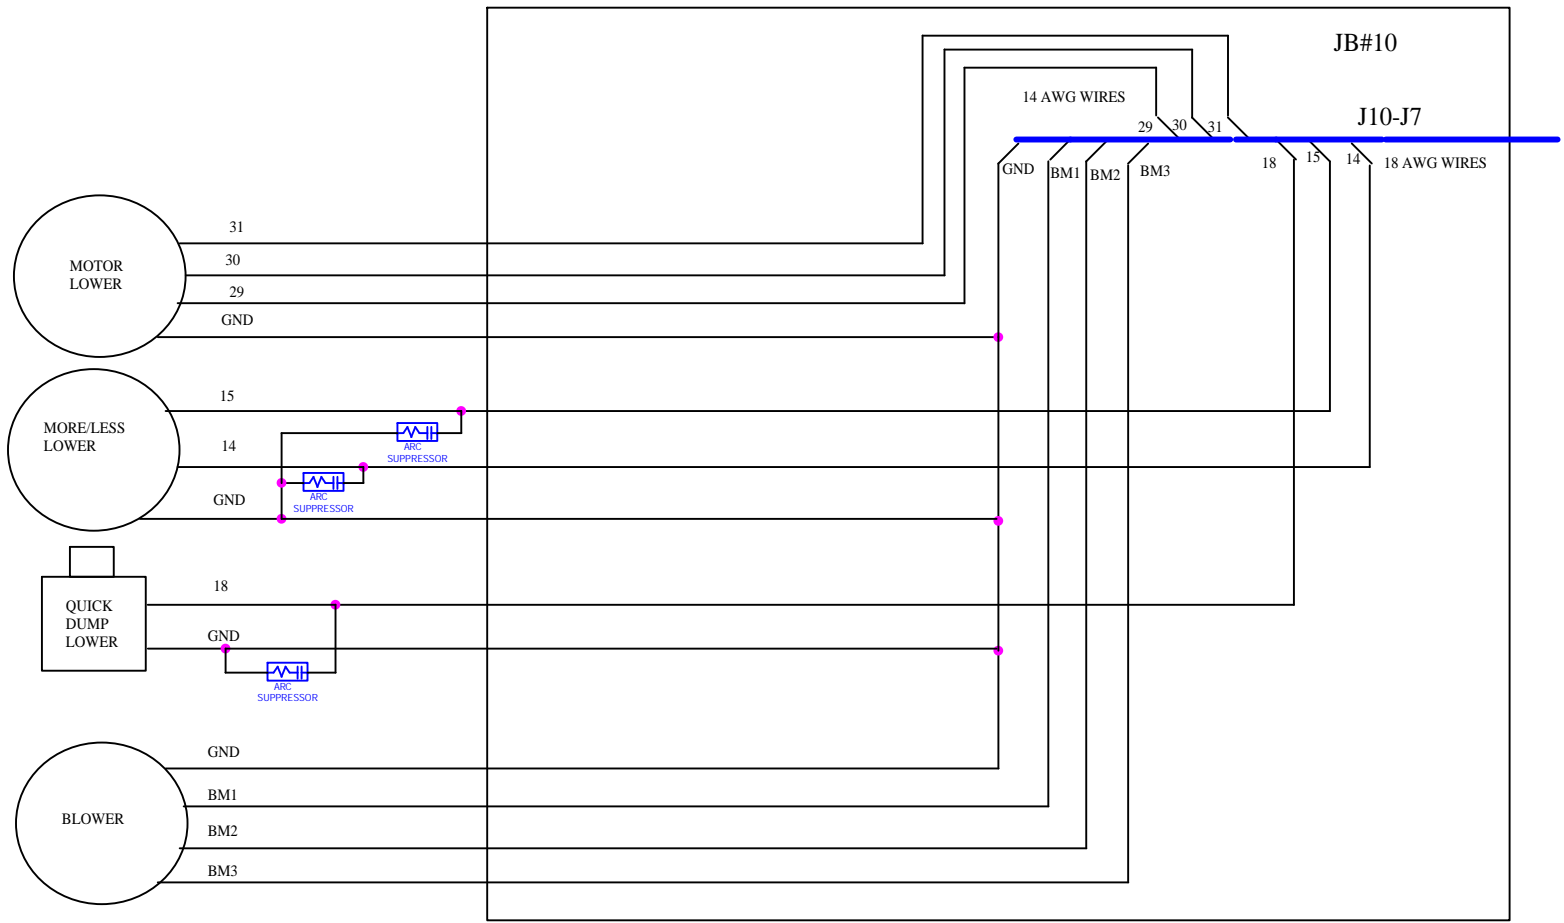 JB#10
14 AWG WIRES
J10-J7
29
30
31
GND
BM1
BM2
BM3
18
15
14
18 AWG WIRES
MOTOR
LOWER
31
30
29
GND
MORE/LESS
LOWER
15
14
GND
ARC
SUPPRESSOR
ARC
SUPPRESSOR
QUICK
DUMP
LOWER
18
GND
ARC
SUPPRESSOR
BLOWER
GND
BM1
BM2
BM3